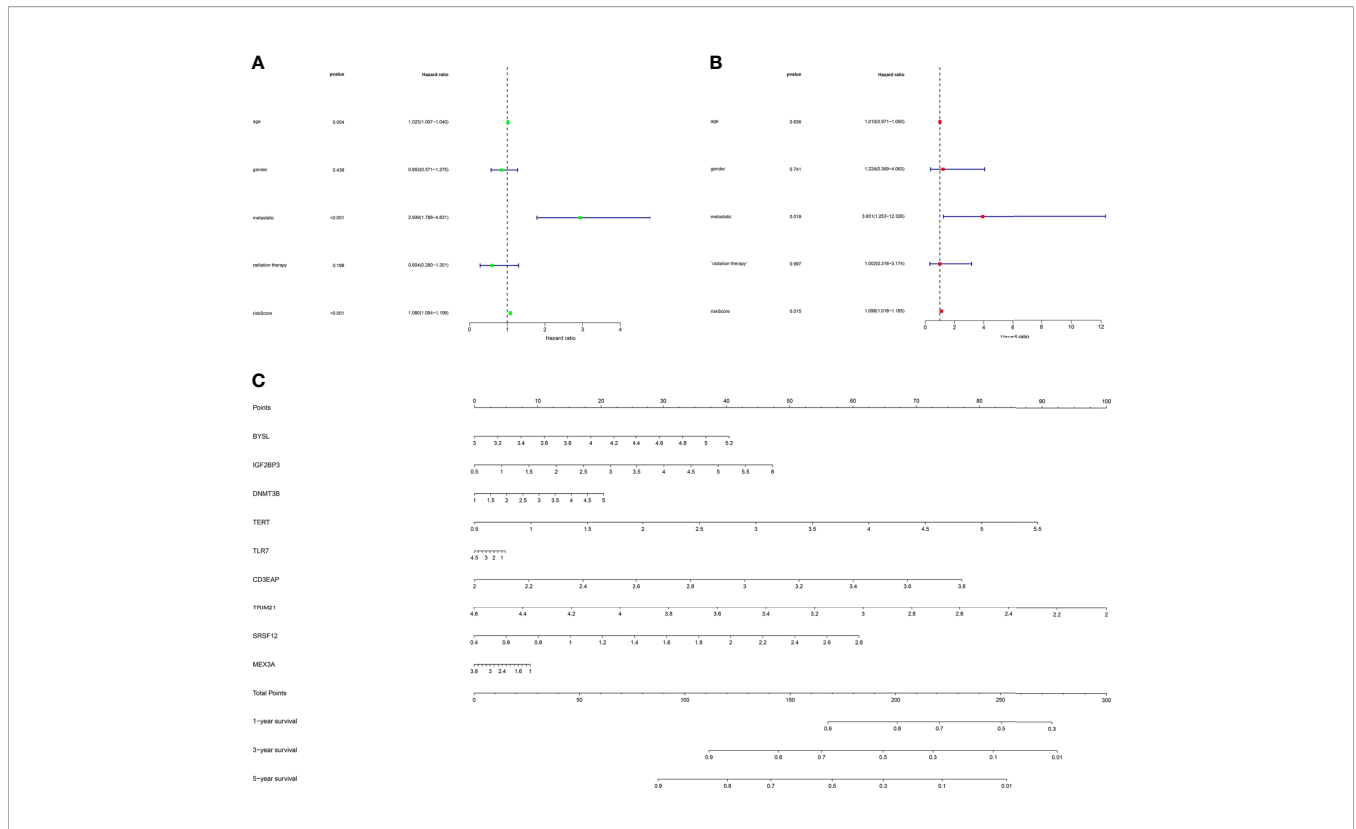 A
B
pvalue Hazard ratio
age 0.004 1.023(1.007−1.040)
gender 0.438 0.853(0.571−1.275)
metastatic <0.001 2.939(1.788−4.831)
radiation therapy 0.198 0.604(0.280−1.301)
riskScore <0.001 1.080(1.054−1.106)
0 1 2 3 4
Hazard ratio
pvalue Hazard ratio
age 0.636 1.010(0.971−1.050)
gender 0.741 1.234(0.369−4.063)
metastatic 0.019 3.931(1.253−12.326)
'radiation therapy' 0.997 1.002(0.316−3.174)
riskScore 0.015 1.098(1.018−1.185)
0 2 4 6 8 10 12
Hazard ratio
C
Points 0 10 20 30 40 50 60 70 80 90 100
BYSL 3 3.2 3.4 3.6 3.8 4 4.2 4.4 4.6 4.8 5 5.2
IGF2BP3 0.5 1 1.5 2 2.5 3 3.5 4 4.5 5 5.5 6
DNMT3B 1 1.5 2 2.5 3 3.5 4 4.5 5
TERT 0.5 1 1.5 2 2.5 3 3.5 4 4.5 5 5.5
TLR7 4.5 3 2 1
CD3EAP 2 2.2 2.4 2.6 2.8 3 3.2 3.4 3.6 3.8
TRIM21 4.6 4.4 4.2 4 3.8 3.6 3.4 3.2 3 2.8 2.6 2.4 2.2 2
SRSF12 0.4 0.6 0.8 1 1.2 1.4 1.6 1.8 2 2.2 2.4 2.6 2.8
MEX3A 3.8 3 2.4 1.6 1
Total Points 0 50 100 150 200 250 300
1−year survival 0.9 0.8 0.7 0.5 0.3
3−year survival 0.9 0.8 0.7 0.5 0.3 0.1 0.01
5−year survival 0.9 0.8 0.7 0.5 0.3 0.1 0.01